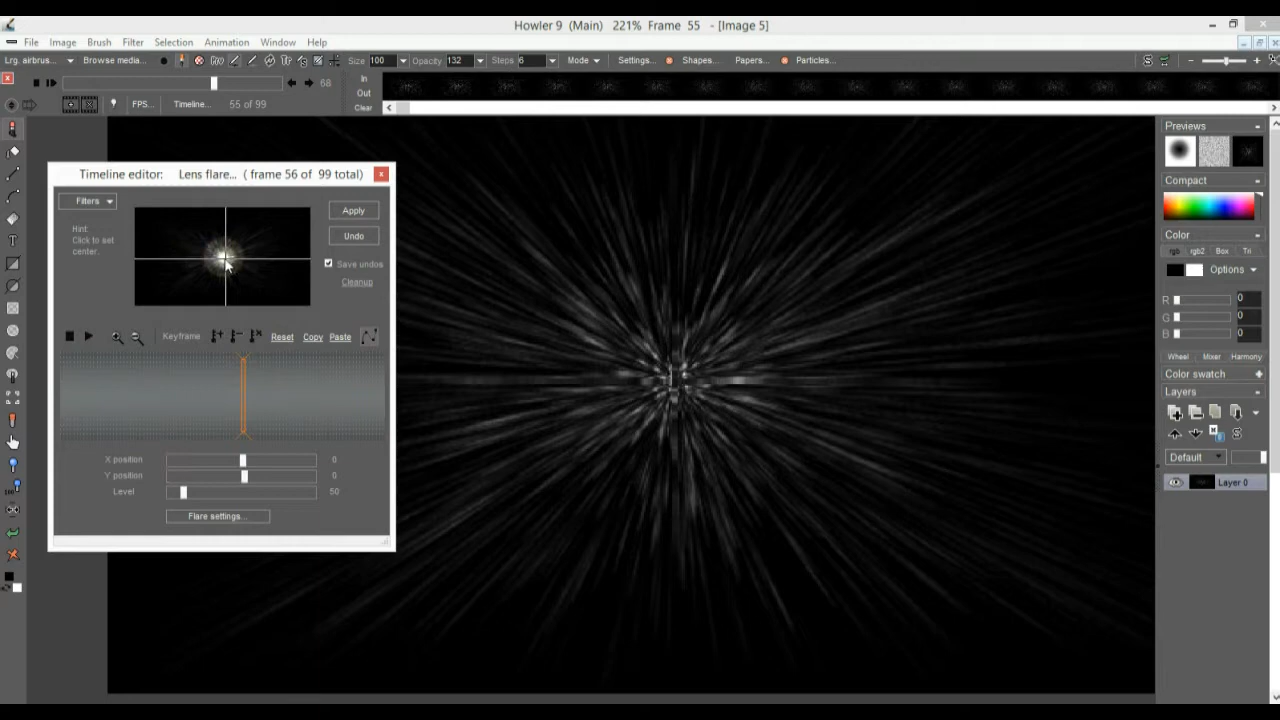 Howler 9 (Main) 221% Frame 55 - [Image 5]
File Image Brush Filter Selection Animation Window Help
Lrg. airbrus... Browse media... Size 100 Opacity 132 Steps 6 Mode Settings... Shapes... Papers... Particles...
68
In
Out
Clear
FPS... Timeline... 55 of 99
Previews
Compact
Color
rgb rgb2 Box Tri
Options
R 0
G 0
B 0
Wheel Mixer Harmony
Color swatch
Layers
Default
Layer 0
Timeline editor: Lens flare... ( frame 56 of 99 total)
Filters
Hint:
Click to set
center.
Apply
Undo
Save undos
Cleanup
Keyframe Reset Copy Paste
X position 0
Y position 0
Level 50
Flare settings...
100